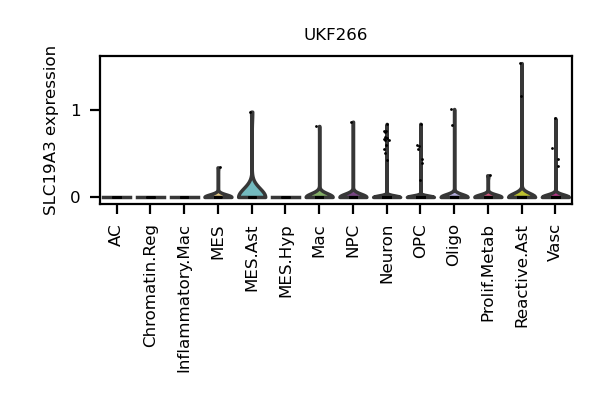 UKF266
SLC19A3 expression
1
0
AC
Chromatin.Reg
Inflammatory.Mac
MES
MES.Ast
MES.Hyp
Mac
NPC
Neuron
OPC
Oligo
Prolif.Metab
Reactive.Ast
Vasc